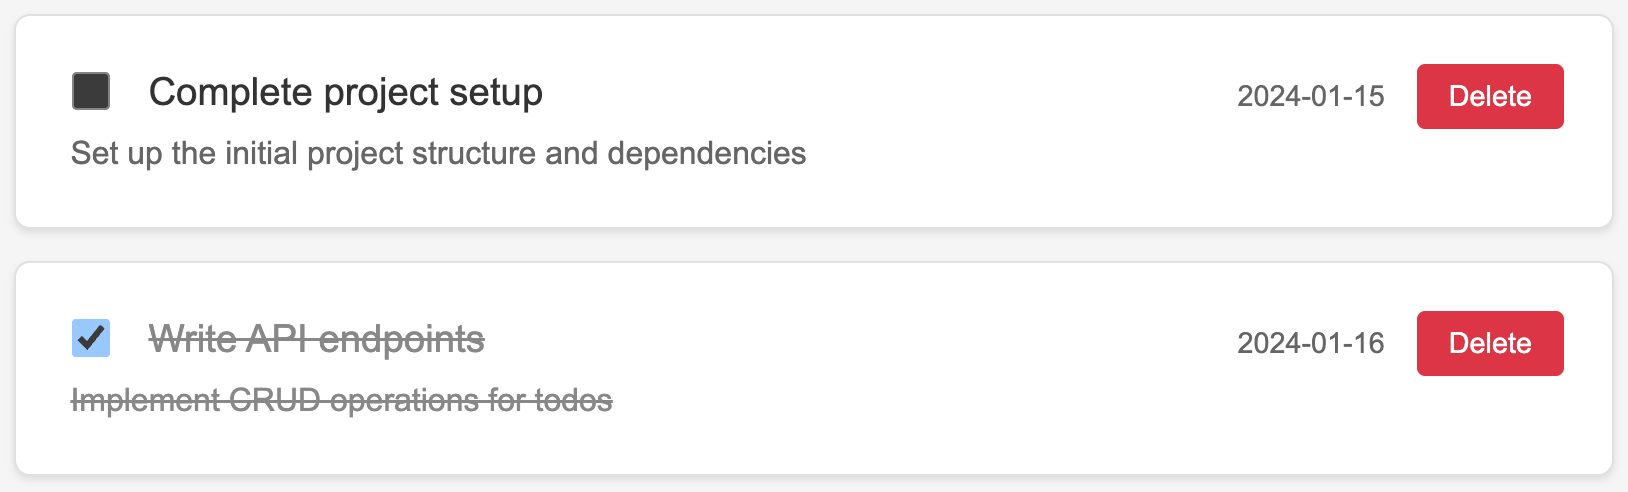 Complete project setup
2024-01-15
Delete
Set up the initial project structure and dependencies
Write API endpoints
2024-01-16
Delete
Implement CRUD operations for todos